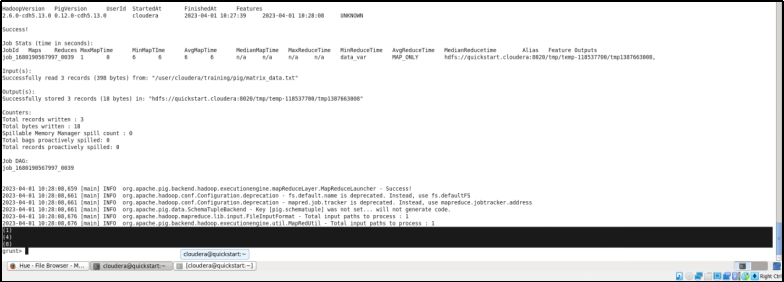 HadoopVersion PigVersion UserId StartedAt FinishedAt Features
2.6.0-cdh5.13.0 0.12.0-cdh5.13.0 cloudera 2023-04-01 10:27:39 2023-04-01 10:28:08 UNKNOWN
Success!
Job Stats (time in seconds):
JobId Maps Reduces MaxMapTime MinMapTIme AvgMapTime MedianMapTime MaxReduceTime MinReduceTime AvgReduceTime MedianReducetime Alias Feature Outputs
job_1680190567997_0039 1 0 6 6 6 6 n/a n/a n/a n/a data_var MAP_ONLY hdfs://quickstart.cloudera:8020/tmp/temp-118537700/tmp1387663008,
Input(s):
Successfully read 3 records (398 bytes) from: "/user/cloudera/training/pig/matrix_data.txt"
Output(s):
Successfully stored 3 records (18 bytes) in: "hdfs://quickstart.cloudera:8020/tmp/temp-118537700/tmp1387663008"
Counters:
Total records written : 3
Total bytes written : 18
Spillable Memory Manager spill count : 0
Total bags proactively spilled: 0
Total records proactively spilled: 0
Job DAG:
job_1680190567997_0039
2023-04-01 10:28:08,659 [main] INFO org.apache.pig.backend.hadoop.executionengine.mapReduceLayer.MapReduceLauncher - Success!
2023-04-01 10:28:08,661 [main] INFO org.apache.hadoop.conf.Configuration.deprecation - fs.default.name is deprecated. Instead, use fs.defaultFS
2023-04-01 10:28:08,661 [main] INFO org.apache.hadoop.conf.Configuration.deprecation - mapred.job.tracker is deprecated. Instead, use mapreduce.jobtracker.address
2023-04-01 10:28:08,661 [main] INFO org.apache.pig.data.SchemaTupleBackend - Key [pig.schematuple] was not set... will not generate code.
2023-04-01 10:28:08,676 [main] INFO org.apache.hadoop.mapreduce.lib.input.FileInputFormat - Total input paths to process : 1
2023-04-01 10:28:08,676 [main] INFO org.apache.pig.backend.hadoop.executionengine.util.MapRedUtil - Total input paths to process : 1
(1)
(4)
(8)
grunt>
cloudera@quickstart:~
Hue - File Browser - M... cloudera@quickstart:~ [cloudera@quickstart:~]
Right Ctrl